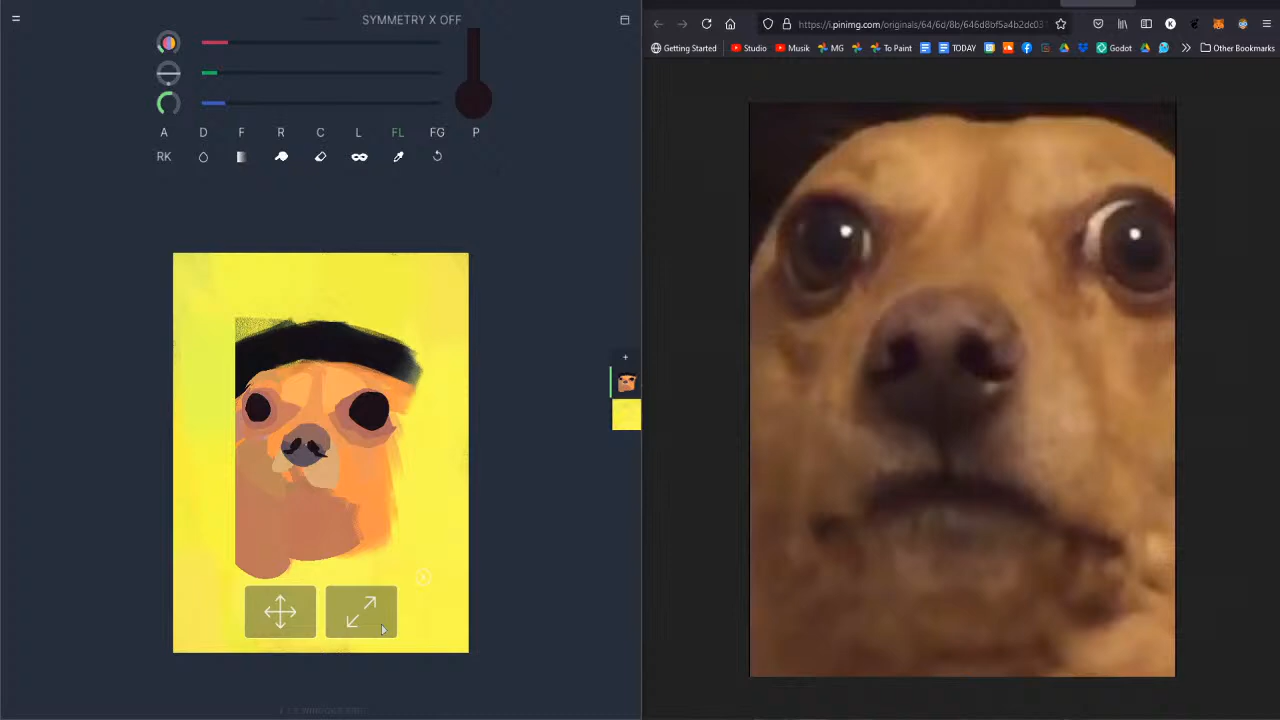 SYMMETRY X OFF
A D F R C L FL FG P
RK
https://i.pinimg.com/originals/64/6d/8b/646d8bf5a4b2dc03
Getting Started Studio Musik MG To Paint TODAY Godot Other Bookmarks